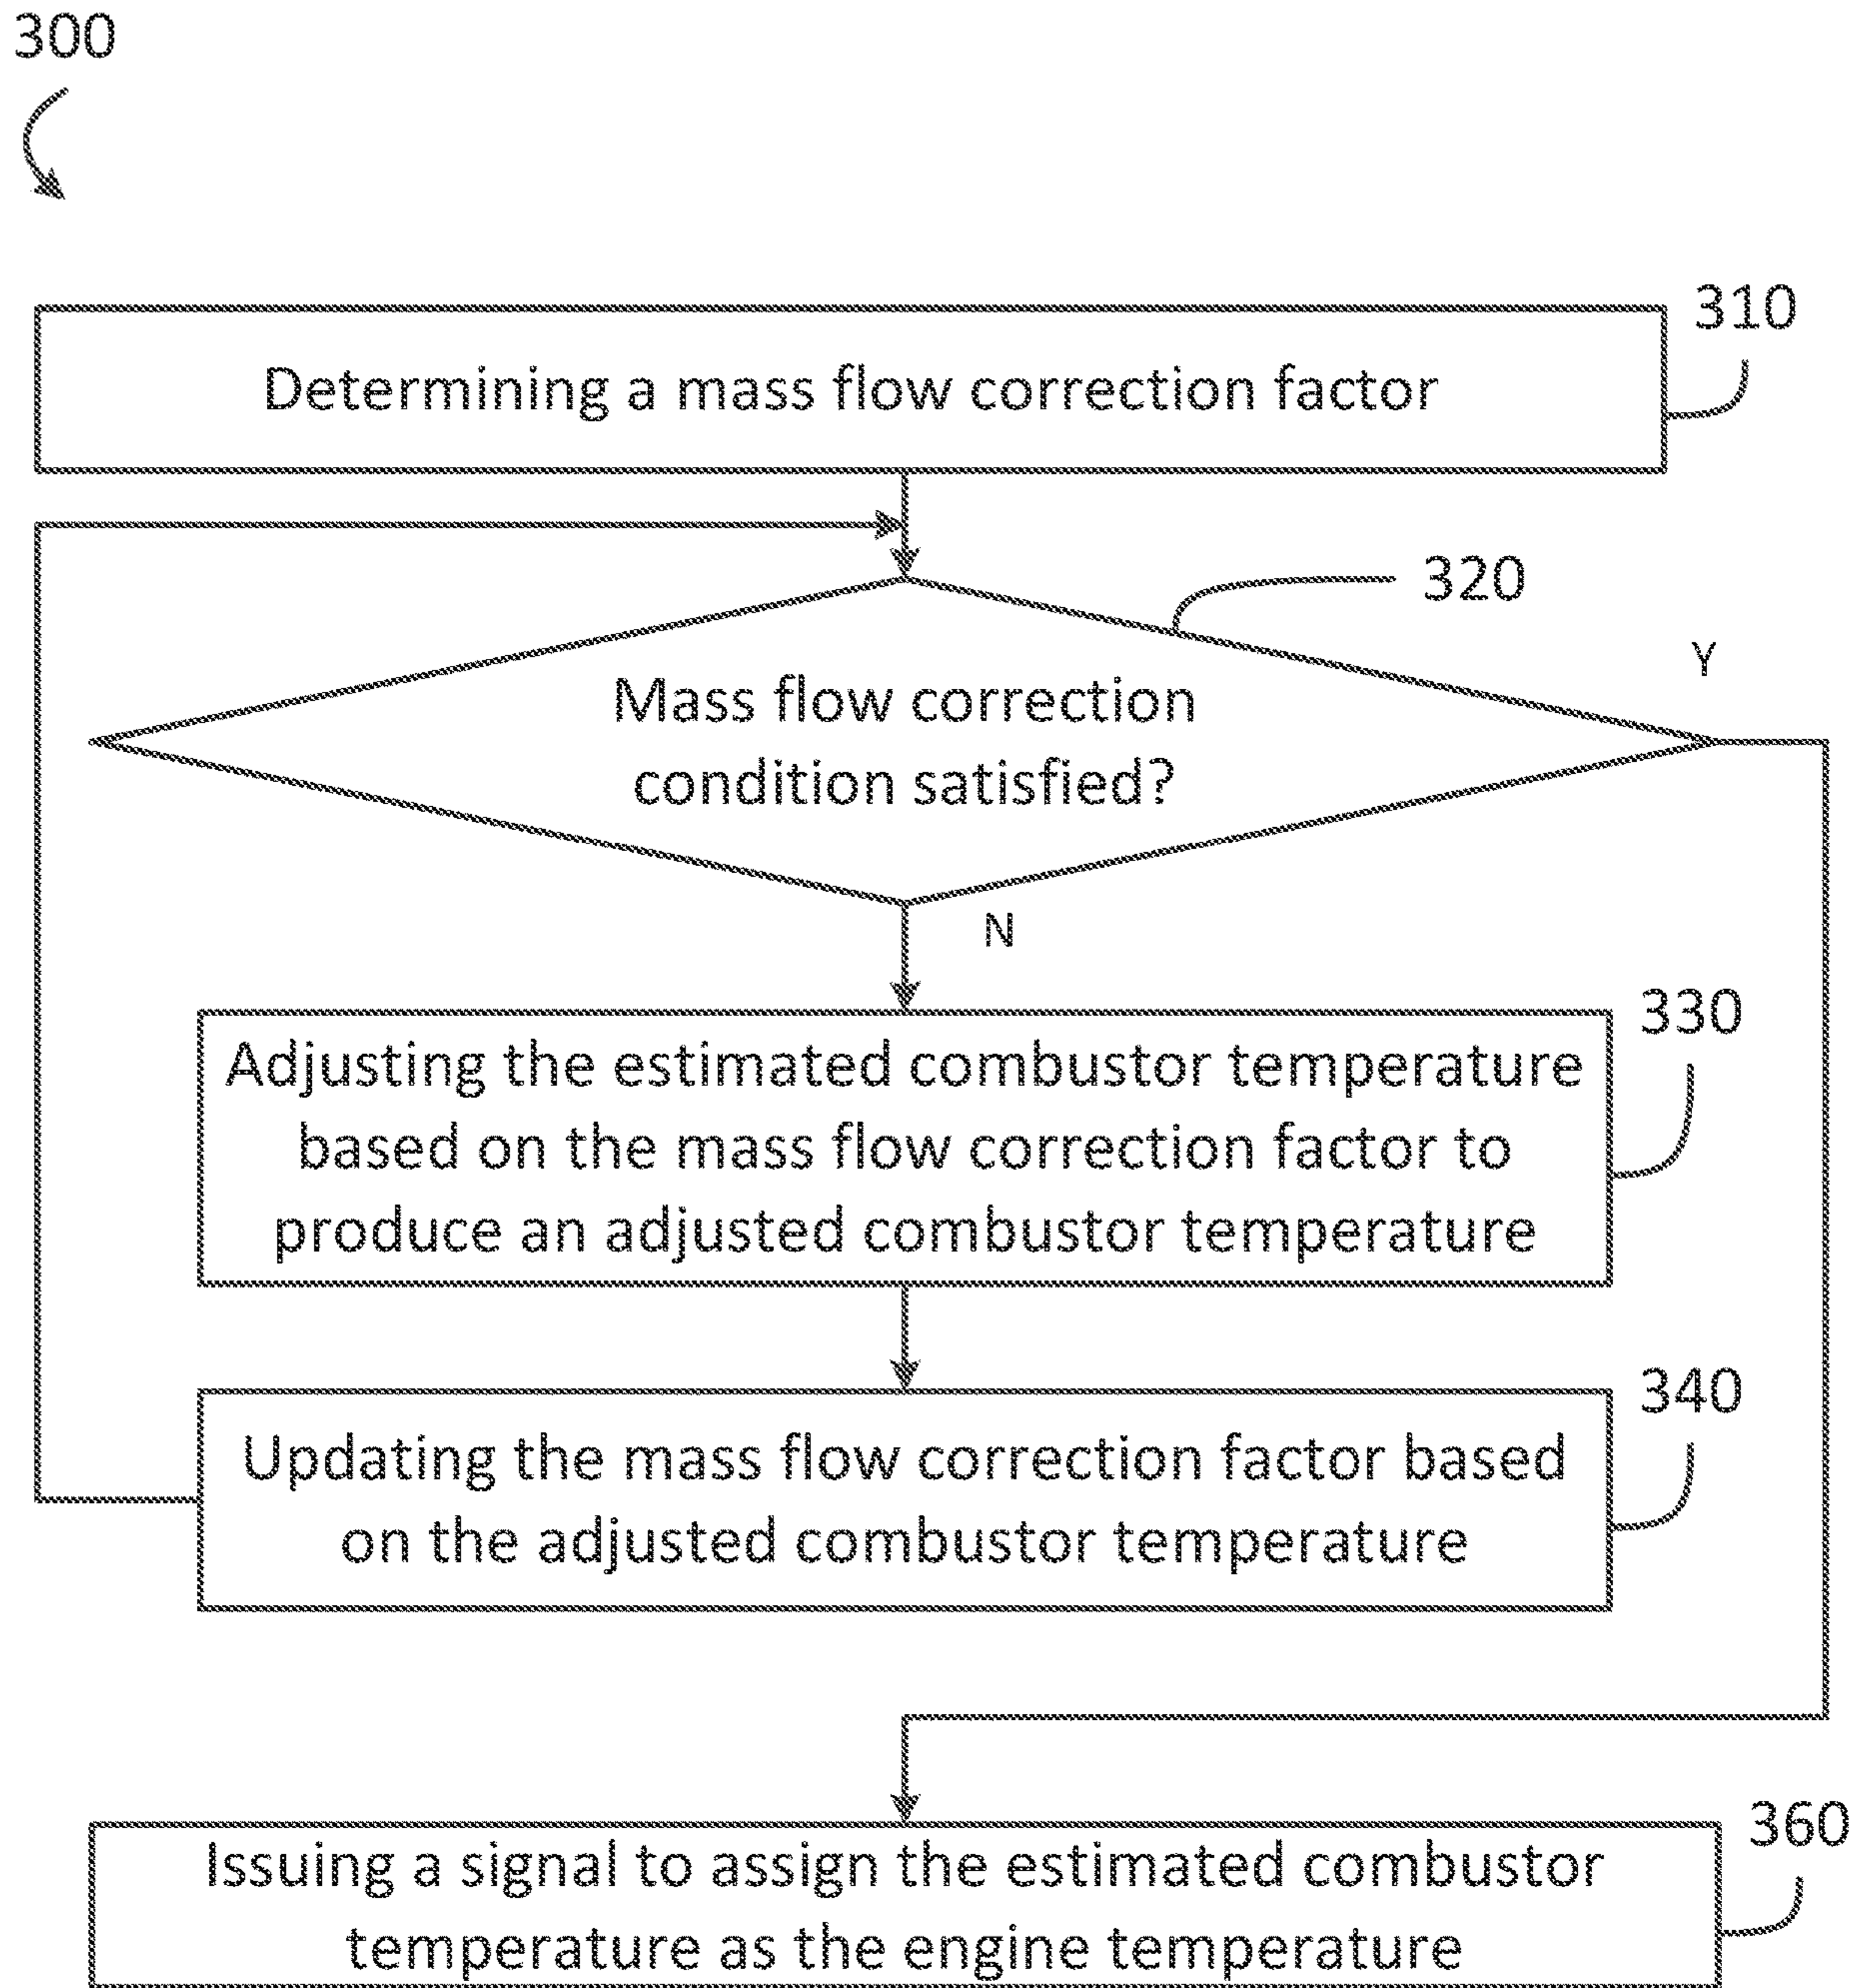 300
310
Determining a mass flow correction factor
320
Y
Mass flow correction
condition satisfied?
N
330
Adjusting the estimated combustor temperature
based on the mass flow correction factor to
produce an adjusted combustor temperature
340
Updating the mass flow correction factor based
on the adjusted combustor temperature
360
Issuing a signal to assign the estimated combustor
temperature as the engine temperature